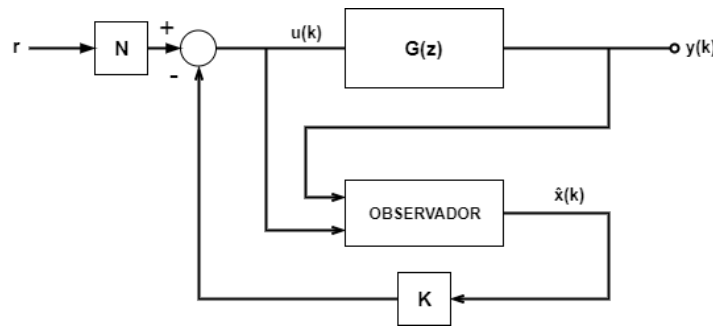 r
N
+
-
u(k)
G(z)
y(k)
OBSERVADOR
x̂(k)
K